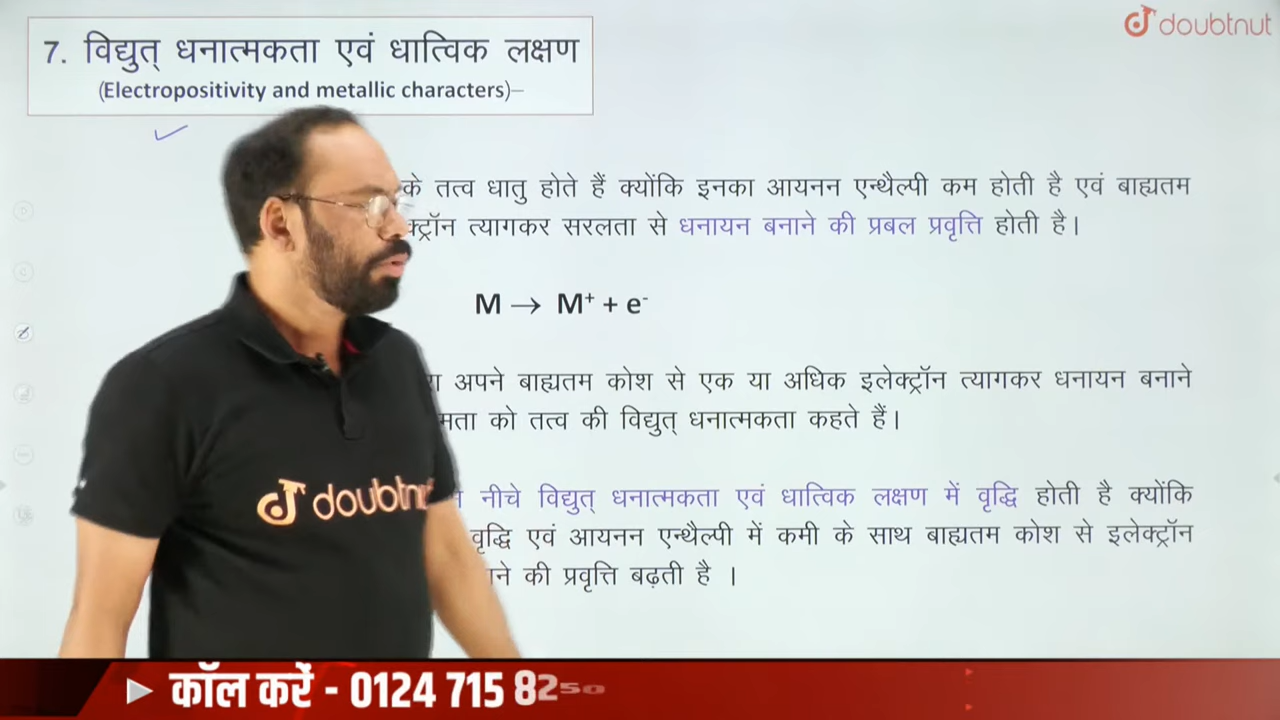 7. विद्युत् धनात्मकता एवं धात्विक लक्षण
doubtnut
(Electropositivity and metallic characters)–
के तत्व धातु होते हैं क्योंकि इनका आयनन एन्थैल्पी कम होती है एवं बाह्यतम
त्यागकर सरलता से धनायन बनाने की प्रबल प्रवृत्ति होती है।
M → M⁺ + e⁻
अपने बाह्यतम कोश से एक या अधिक इलेक्ट्रॉन त्यागकर धनायन बनाने
को तत्व की विद्युत् धनात्मकता कहते हैं।
नीचे विद्युत् धनात्मकता एवं धात्विक लक्षण में वृद्धि होती है क्योंकि
वृद्धि एवं आयनन एन्थैल्पी में कमी के साथ बाह्यतम कोश से इलेक्ट्रॉन
की प्रवृत्ति बढ़ती है ।
doubtnut
कॉल करें - 0124 715 8250